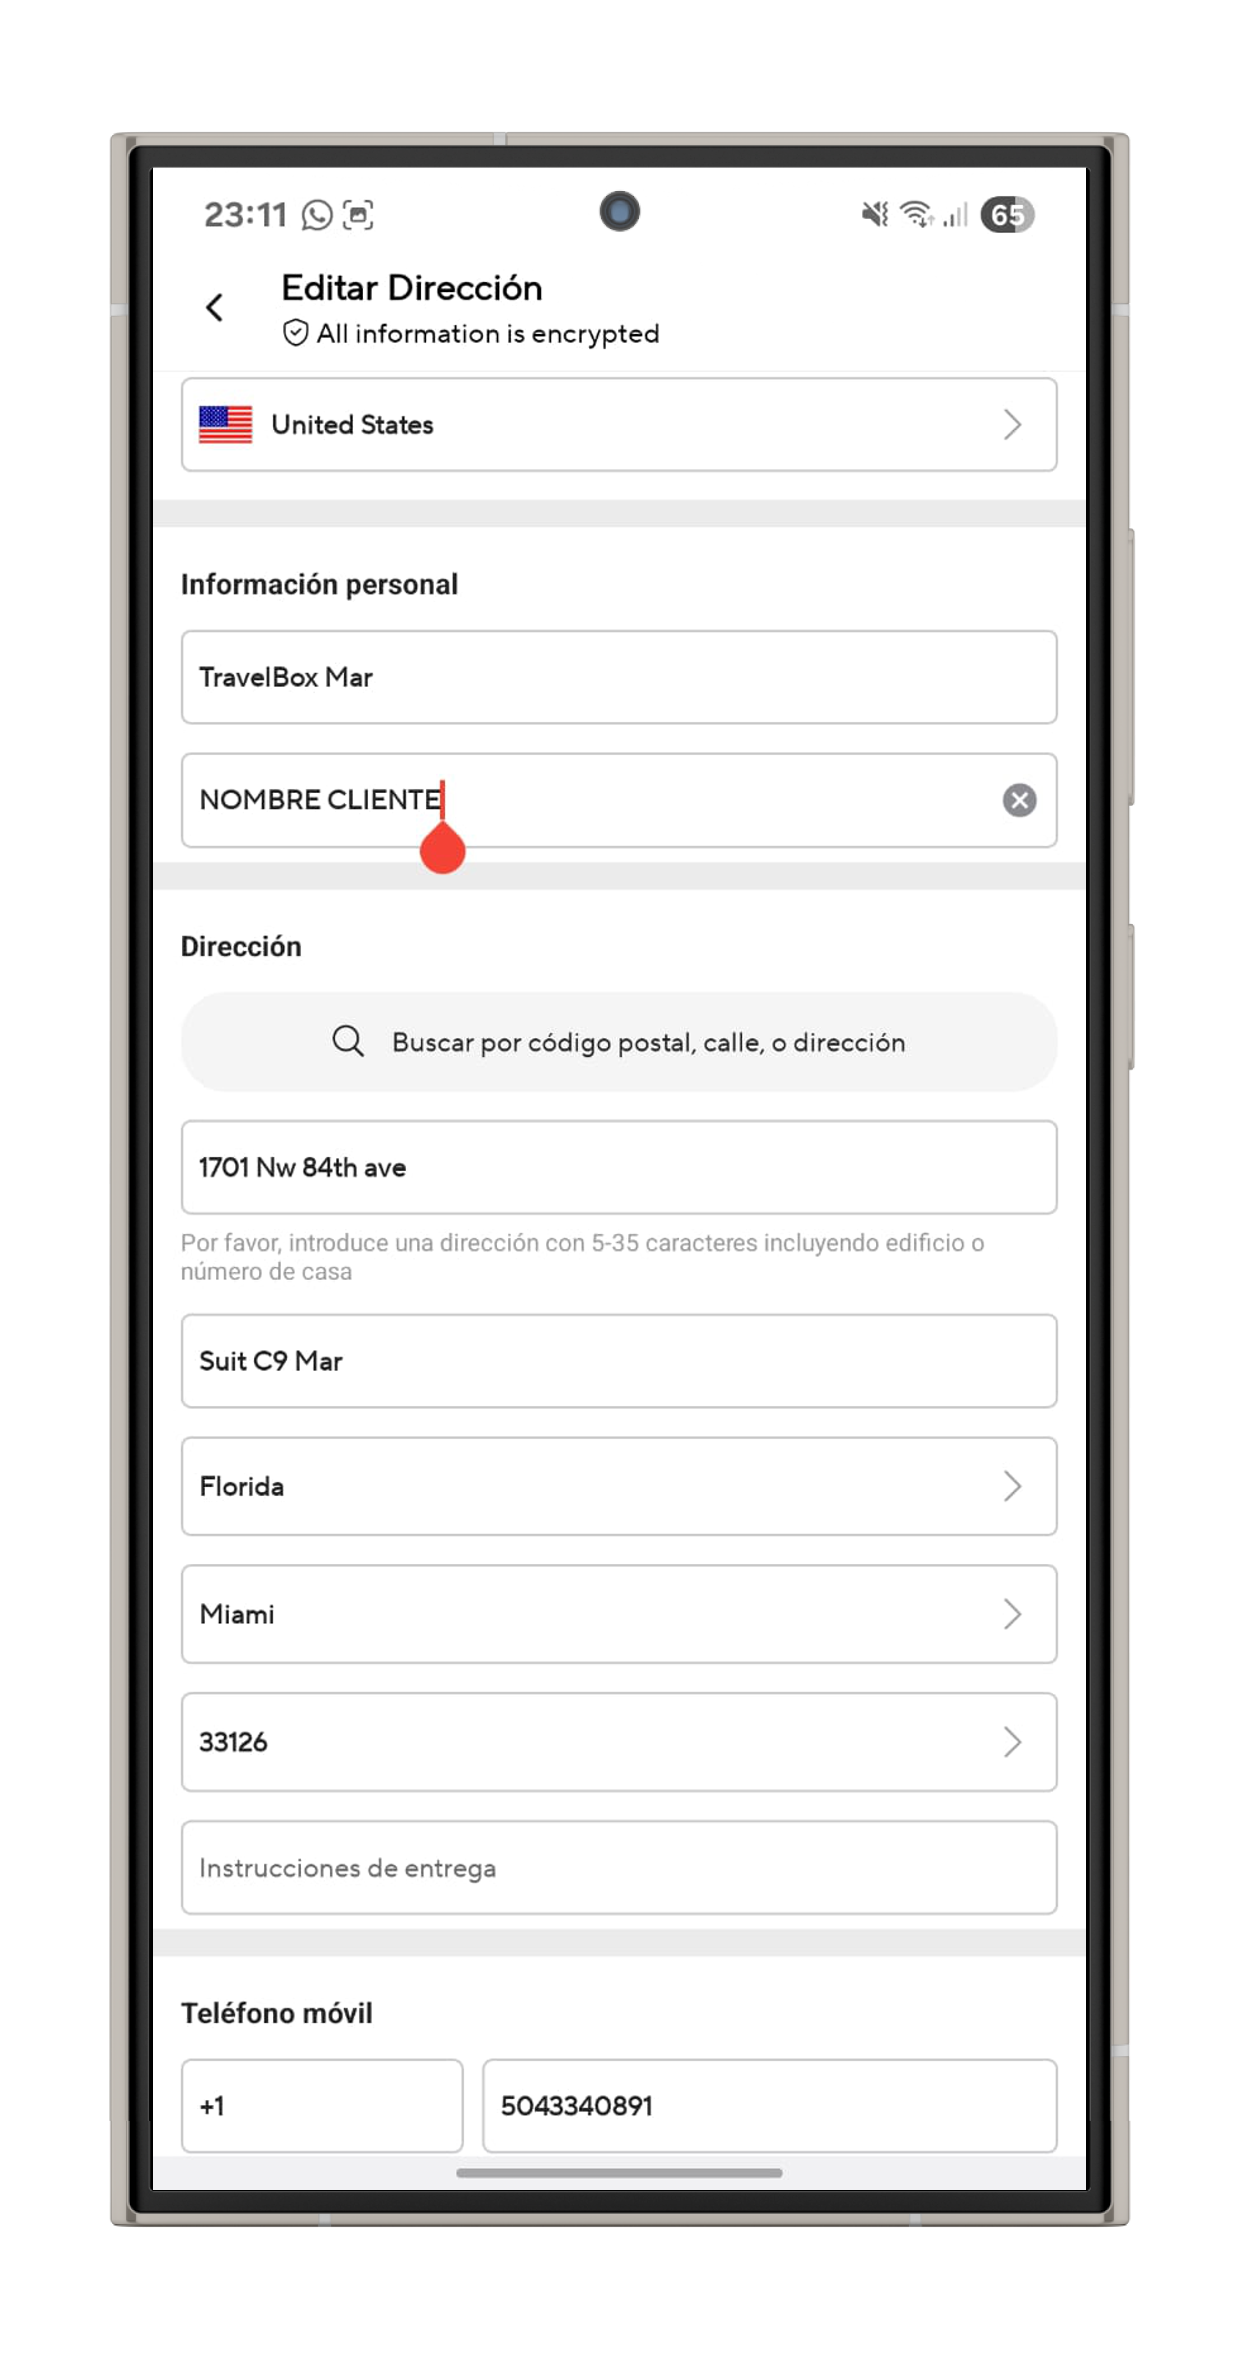 23:11
65
Editar Dirección
All information is encrypted
United States
Información personal
TravelBox Mar
NOMBRE CLIENTE
Dirección
Buscar por código postal, calle, o dirección
1701 Nw 84th ave
Por favor, introduce una dirección con 5-35 caracteres incluyendo edificio o
número de casa
Suit C9 Mar
Florida
Miami
33126
Instrucciones de entrega
Teléfono móvil
+1
5043340891